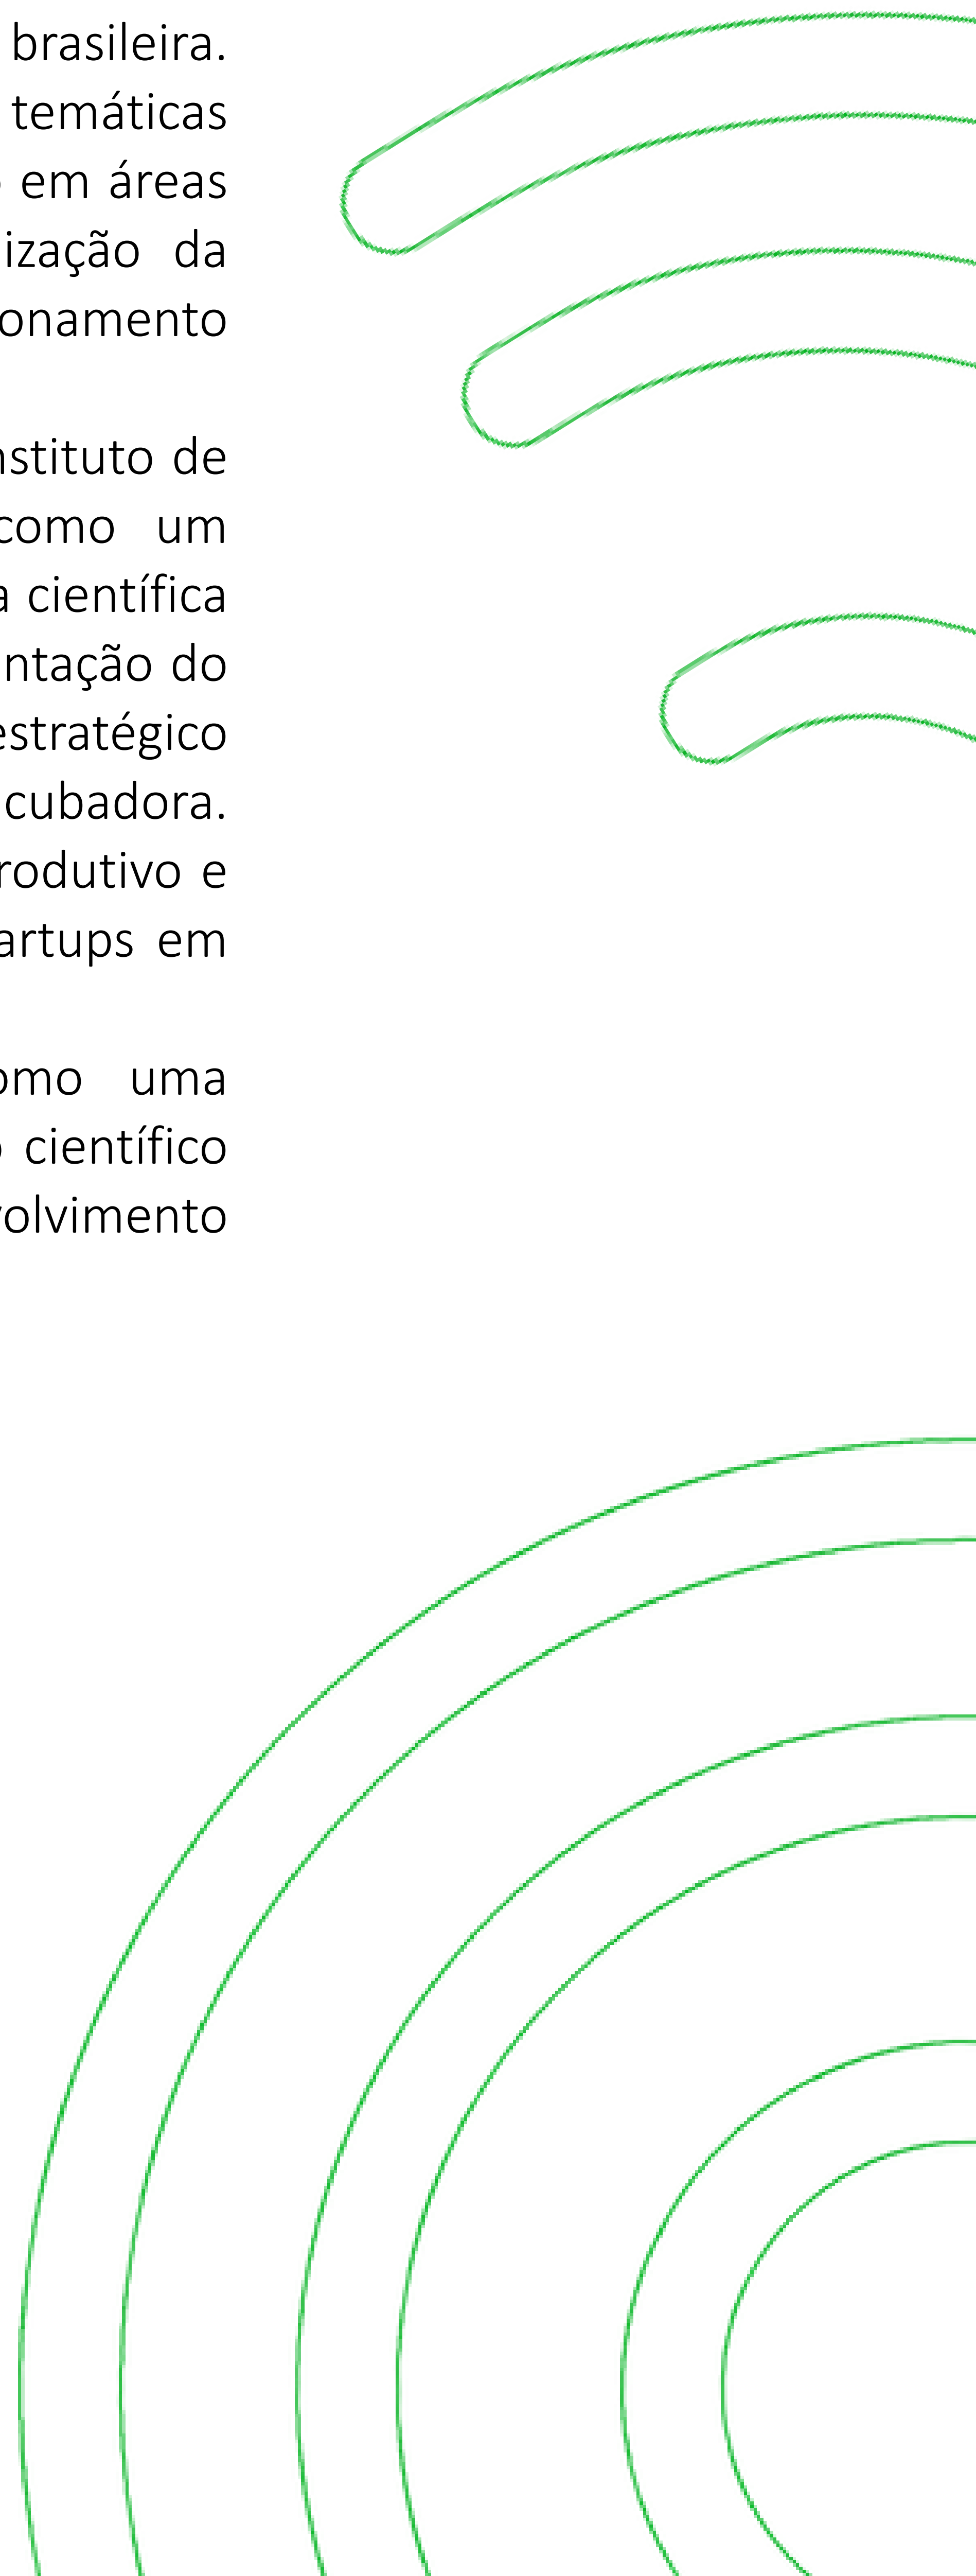 brasileira.
temáticas
em áreas
ização da
onamento
nstituto de
como um
científica
ntação do
estratégico
cubadora.
rodutivo e
artups em
omo uma
científico
volvimento